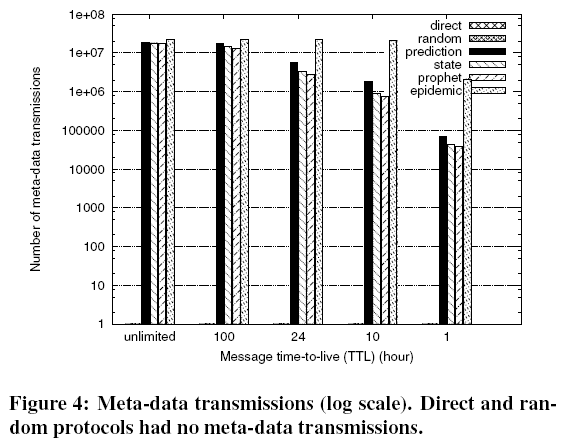 1e+08
1e+07
1e+06
100000
10000
1000
100
10
1
Number of meta-data transmissions
direct
random
prediction
state
prophet
epidemic
unlimited 100 24 10 1
Message time-to-live (TTL) (hour)
Figure 4: Meta-data transmissions (log scale). Direct and ran-
dom protocols had no meta-data transmissions.